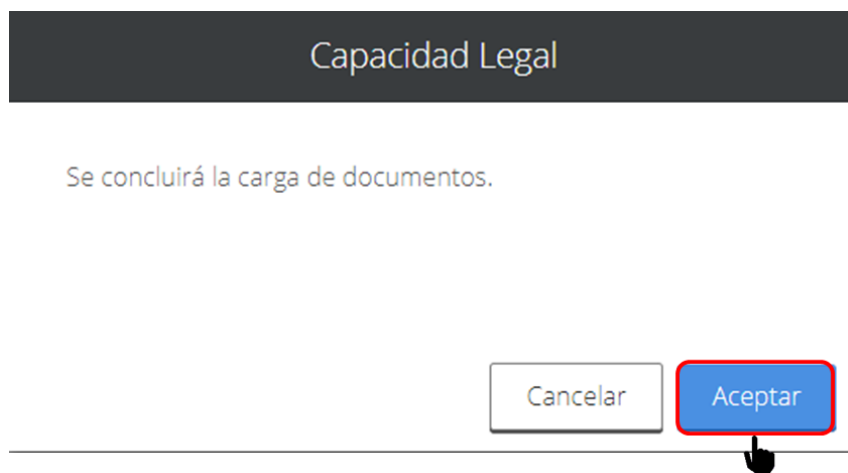 Capacidad Legal
Se concluirá la carga de documentos.
Cancelar
Aceptar